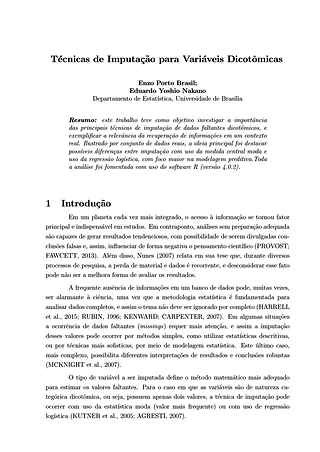 Técnicas de Imputação para Variáveis Dicotômicas
Enzo Porto Brasil;
Eduardo Yoshio Nakano
Departamento de Estatística, Universidade de Brasília
Resumo: este trabalho teve como objetivo investigar a importância
das principais técnicas de imputação de dados faltantes dicotômicos, e
exemplificar a relevância da recuperação de informações em um contexto
real. Ilustrado por conjunto de dados reais, a ideia principal foi destacar
possíveis diferenças entre imputação com uso da medida central moda e
uso da regressão logística, com foco maior na modelagem preditiva.Toda
a análise foi fomentada com uso do software R (versão 4.0.2).
1 Introdução
Em um planeta cada vez mais integrado, o acesso à informação se tornou fator
principal e indispensável em estudos. Em contraponto, análises sem preparação adequada
são capazes de gerar resultados tendenciosos, com possibilidade de serem divulgadas con-
clusões falsas e, assim, influenciar de forma negativa o pensamento científico (PROVOST;
FAWCETT, 2013). Além disso, Nunes (2007) relata em sua tese que, durante diversos
processos de pesquisa, a perda de material e dados é recorrente, e desconsiderar esse fato
pode não ser a melhor forma de avaliar os resultados.
A frequente ausência de informações em um banco de dados pode, muitas vezes,
ser alarmante à ciência, uma vez que a metodologia estatística é fundamentada para
analisar dados completos, e assim o tema não deve ser ignorado por completo (HARRELL
et al., 2015; RUBIN, 1996; KENWARD; CARPENTER, 2007). Em algumas situações
a ocorrência de dados faltantes (missings) requer mais atenção, e assim a imputação
desses valores pode ocorrer por métodos simples, como utilizar estatísticas descritivas,
ou por técnicas mais sofisticas, por meio de modelagem estatística. Este último caso,
mais complexo, possibilita diferentes interpretações de resultados e conclusões robustas
(MCKNIGHT et al., 2007).
O tipo de variável a ser imputada define o método matemático mais adequado
para estimar os valores faltantes. Para o caso em que as variáveis são de natureza ca-
tegórica dicotômica, ou seja, possuem apenas dois valores, a técnica de imputação pode
ocorrer com uso da estatística moda (valor mais frequente) ou com uso de regressão
logística (KUTNER et al., 2005; AGRESTI, 2007).